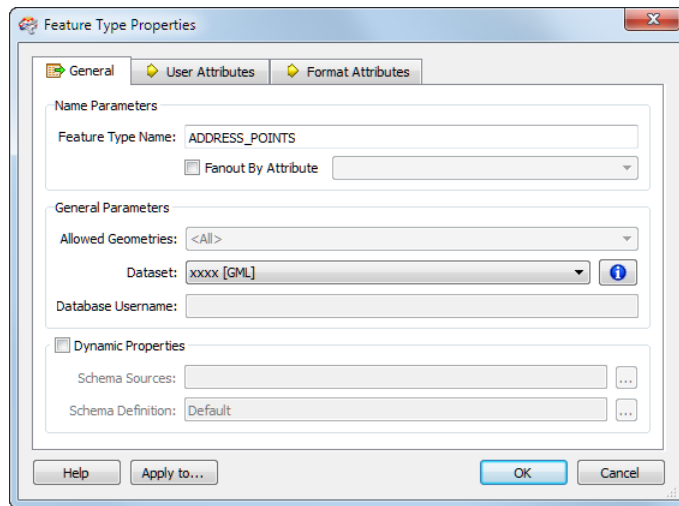 Feature Type Properties
General
User Attributes
Format Attributes
Name Parameters
Feature Type Name: ADDRESS_POINTS
Fanout By Attribute
General Parameters
Allowed Geometries: <All>
Dataset: xxxx [GML]
Database Username:
Dynamic Properties
Schema Sources: ...
Schema Definition: Default ...
Help Apply to... OK Cancel